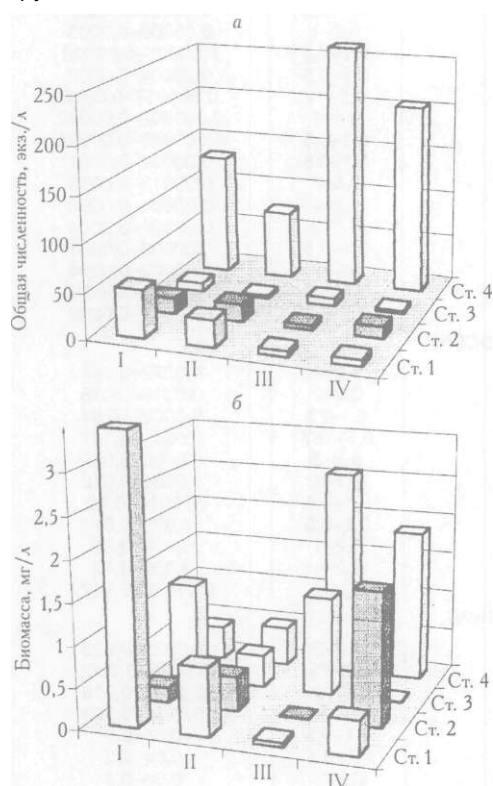 а
Общая численность, экз./л
250
200
150
100
50
0
I
II
III
IV
Ст. 1
Ст. 2
Ст. 3
Ст. 4
б
Биомасса, мг/л
3
2,5
2
1,5
1
0,5
0
I
II
III
IV
Ст. 1
Ст. 2
Ст. 3
Ст. 4